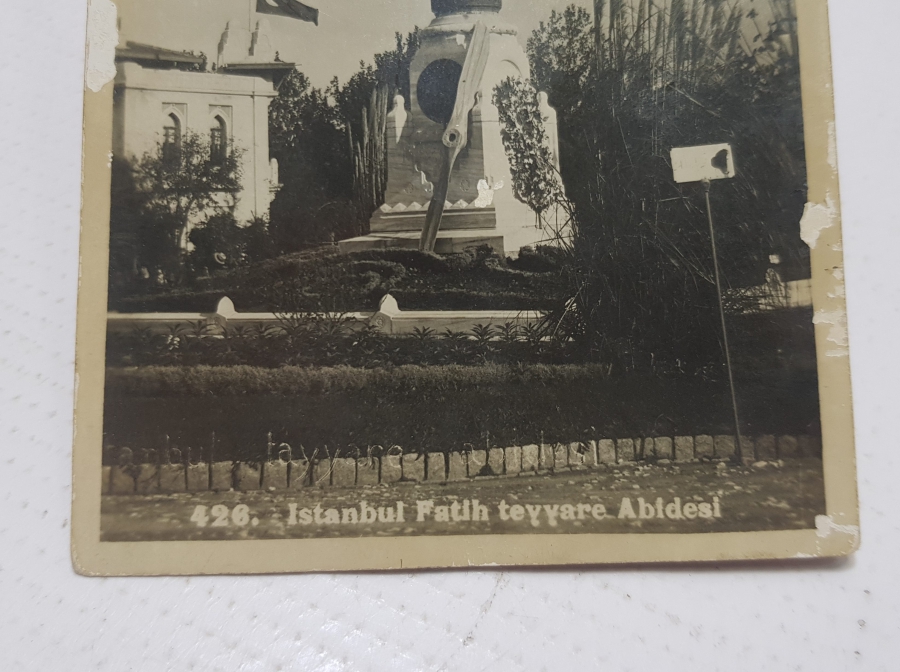 426. Istanbul Fatih teyyare Abidesi